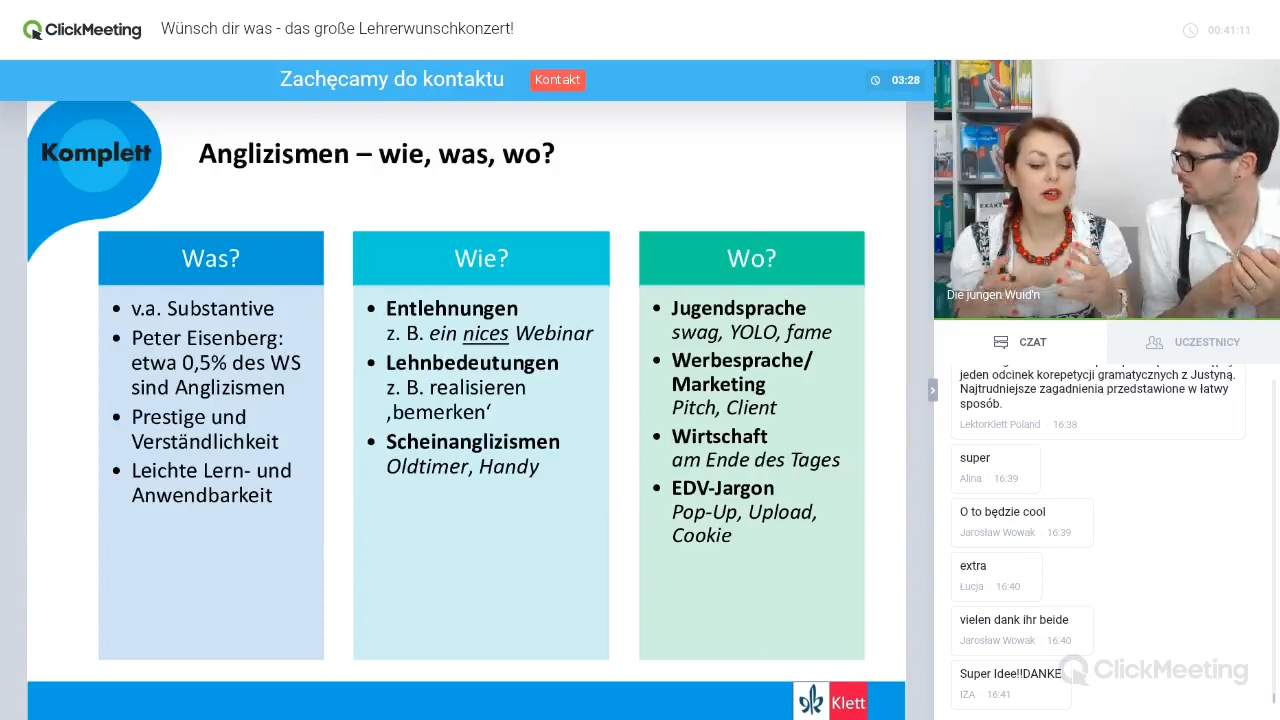 ClickMeeting
Wünsch dir was - das große Lehrerwunschkonzert!
00:41:11
Zachęcamy do kontaktu
Kontakt
03:28
Komplett
Anglizismen – wie, was, wo?
Was?
• v.a. Substantive
• Peter Eisenberg:
etwa 0,5% des WS
sind Anglizismen
• Prestige und
Verständlichkeit
• Leichte Lern- und
Anwendbarkeit
Wie?
• Entlehnungen
z. B. ein nices Webinar
• Lehnbedeutungen
z. B. realisieren
‚bemerken‘
• Scheinanglizismen
Oldtimer, Handy
Wo?
• Jugendsprache
swag, YOLO, fame
• Werbesprache/
Marketing
Pitch, Client
• Wirtschaft
am Ende des Tages
• EDV-Jargon
Pop-Up, Upload,
Cookie
Klett
Die jungen Wuid'n
CZAT
UCZESTNICY
jeden odcinek korepetycji gramatycznych z Justyną.
Najtrudniejsze zagadnienia przedstawione w łatwy
sposób.
LektorKlett Poland · 16:38
super
Alina · 16:39
O to będzie cool
Jarosław Wowak · 16:39
extra
Łucja · 16:40
vielen dank ihr beide
Jarosław Wowak · 16:40
Super Idee!!DANKE
IZA · 16:41
ClickMeeting